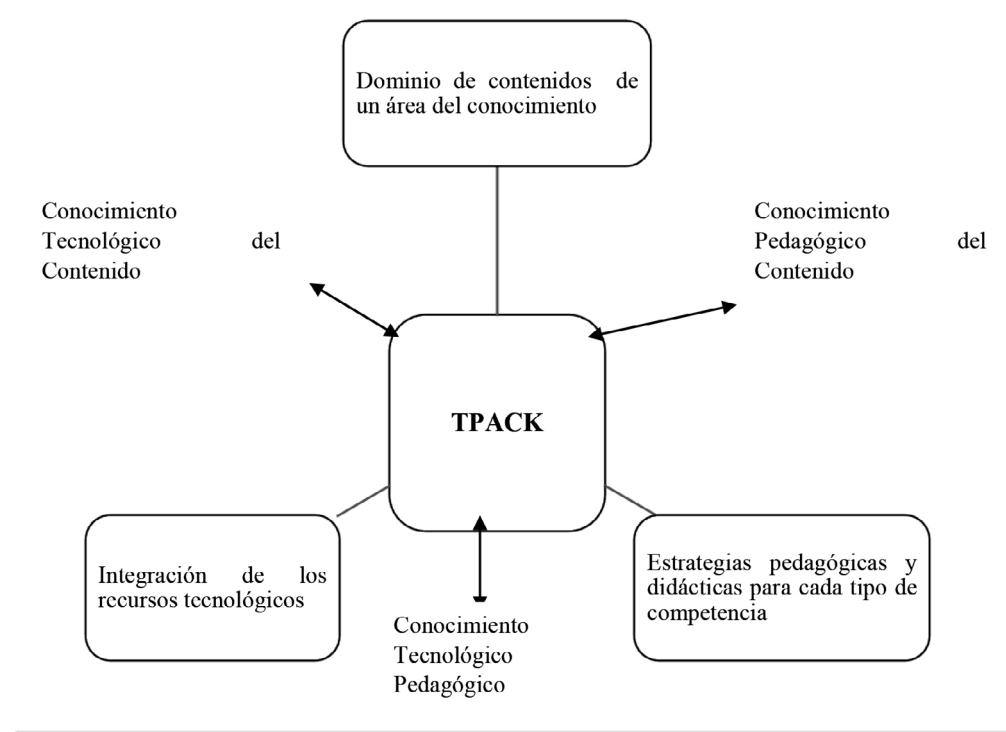 Dominio de contenidos de
un área del conocimiento
Conocimiento
Tecnológico del
Contenido
Conocimiento
Pedagógico del
Contenido
TPACK
Integración de los
recursos tecnológicos
Estrategias pedagógicas y
didácticas para cada tipo de
competencia
Conocimiento
Tecnológico
Pedagógico